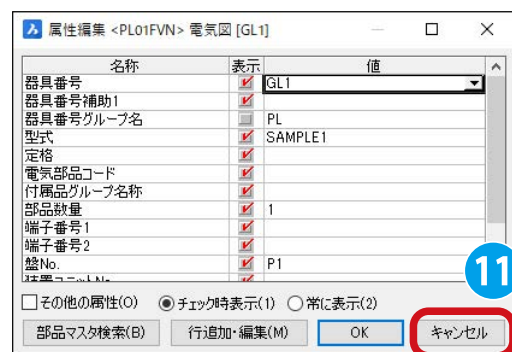 属性編集 <PL01FVN> 電気図 [GL1]
名称 表示 値
器具番号 GL1
器具番号補助1
器具番号グループ名 PL
型式 SAMPLE1
定格
電気部品コード
付属品グループ名称
部品数量 1
端子番号1
端子番号2
盤No. P1
11
その他の属性(O) チェック時表示(1) 常に表示(2)
部品マスタ検索(B) 行追加・編集(M) OK キャンセル